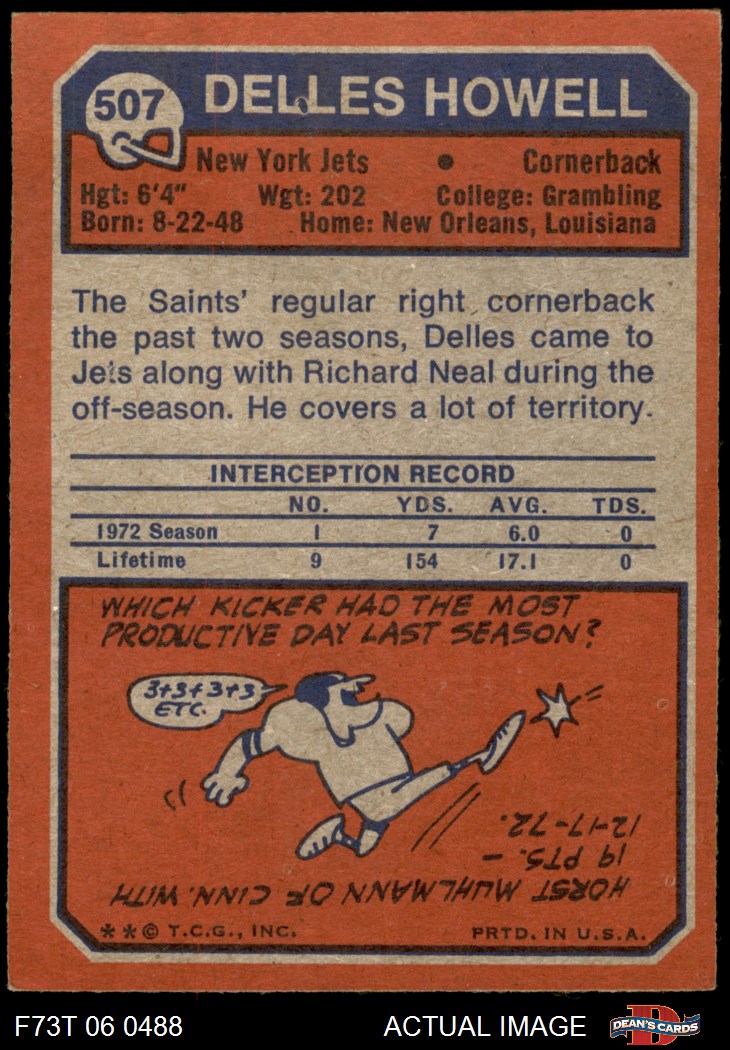 507
DELLES HOWELL
New York Jets • Cornerback
Hgt: 6'4" Wgt: 202 College: Grambling
Born: 8-22-48 Home: New Orleans, Louisiana
The Saints' regular right cornerback
the past two seasons, Delles came to
Jets along with Richard Neal during the
off-season. He covers a lot of territory.
INTERCEPTION RECORD
NO. YDS. AVG. TDS.
1972 Season 1 7 6.0 0
Lifetime 9 154 17.1 0
WHICH KICKER HAD THE MOST
PRODUCTIVE DAY LAST SEASON?
3+3+3+3
ETC.
HORST MUHLMANN OF CINN. WITH
19 PTS. –
12-17-72.
**© T.C.G., INC. PRTD. IN U.S.A.
F73T 06 0488 ACTUAL IMAGE
DEAN'S CARDS